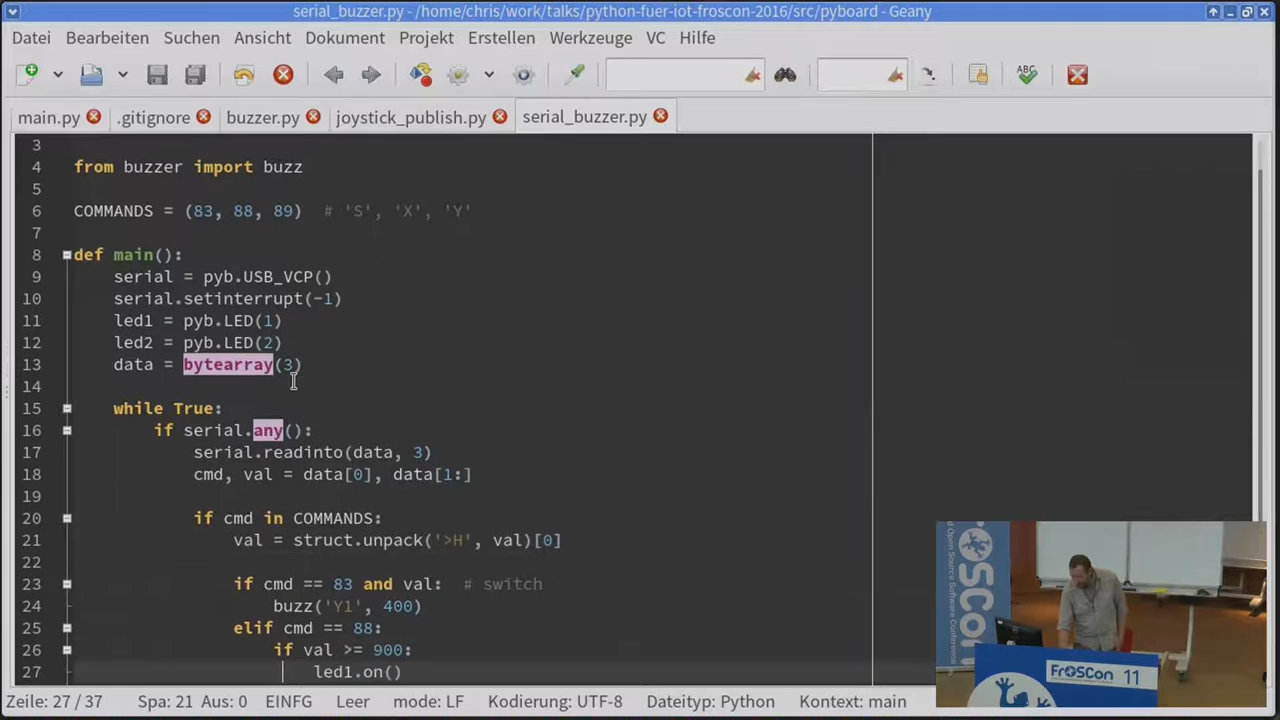 serial_buzzer.py - /home/chris/work/talks/python-fuer-iot-froscon-2016/src/pyboard - Geany
Datei Bearbeiten Suchen Ansicht Dokument Projekt Erstellen Werkzeuge VC Hilfe
ABC
main.py .gitignore buzzer.py joystick_publish.py serial_buzzer.py
3
4 from buzzer import buzz
5
6 COMMANDS = (83, 88, 89) # 'S', 'X', 'Y'
7
8 def main():
9 serial = pyb.USB_VCP()
10 serial.setinterrupt(-1)
11 led1 = pyb.LED(1)
12 led2 = pyb.LED(2)
13 data = bytearray(3)
14
15 while True:
16 if serial.any():
17 serial.readinto(data, 3)
18 cmd, val = data[0], data[1:]
19
20 if cmd in COMMANDS:
21 val = struct.unpack('>H', val)[0]
22
23 if cmd == 83 and val: # switch
24 buzz('Y1', 400)
25 elif cmd == 88:
26 if val >= 900:
27 led1.on()
Zeile: 27 / 37 Spa: 21 Aus: 0 EINFG Leer mode: LF Kodierung: UTF-8 Dateityp: Python Kontext: main
FrOSCon 11